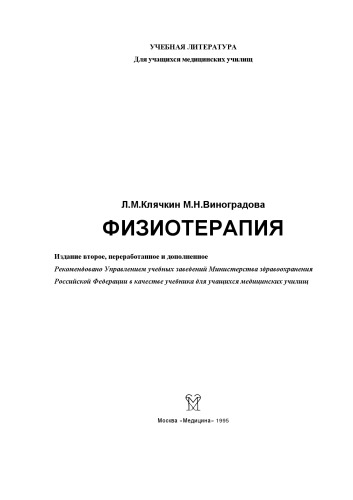 УЧЕБНАЯ ЛИТЕРАТУРА
Для учащихся медицинских училищ
Л.М.Клячкин М.Н.Виноградова
ФИЗИОТЕРАПИЯ
Издание второе, переработанное и дополненное
Рекомендовано Управлением учебных заведений Министерства здравоохранения
Российской Федерации в качестве учебника для учащихся медицинских училищ
Москва «Медицина» 1995